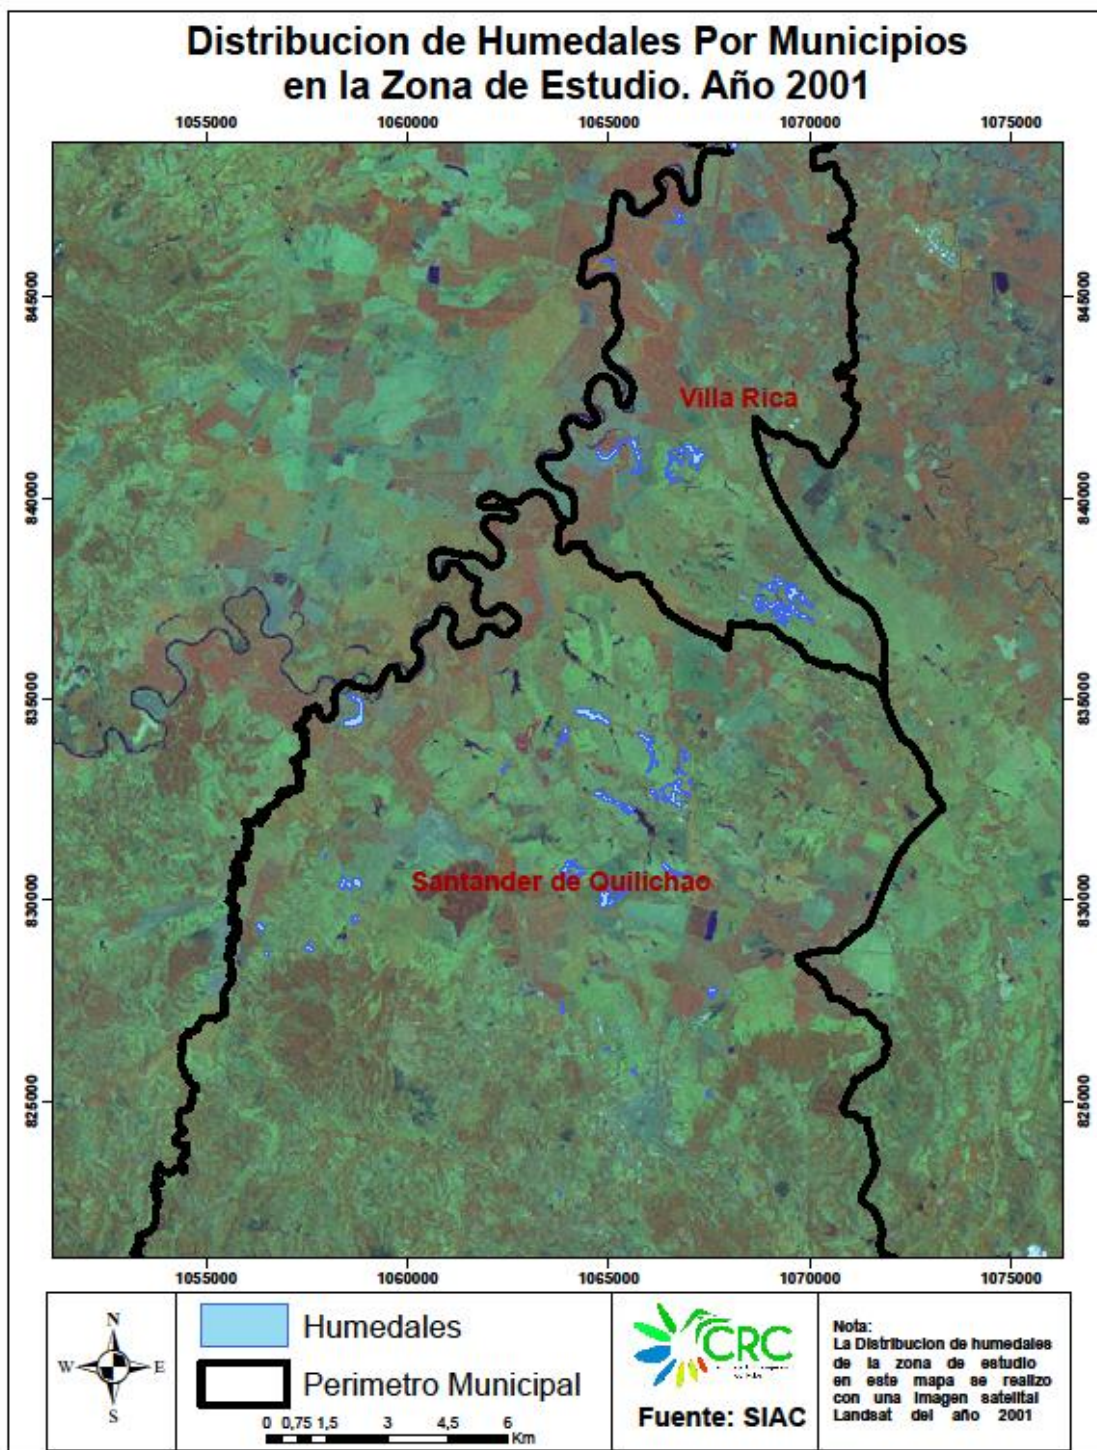 Distribucion de Humedales Por Municipios
en la Zona de Estudio. Año 2001
1055000 1060000 1065000 1070000 1075000
845000 845000
Villa Rica
840000 840000
835000 835000
Santander de Quilichao
830000 830000
825000 825000
1055000 1060000 1065000 1070000 1075000
N
W E
S
Humedales
Perimetro Municipal
0 0,75 1,5 3 4,5 6
Km
CRC
Fuente: SIAC
Nota:
La Distribucion de humedales
de la zona de estudio
en este mapa se realizo
con una imagen satelital
Landsat del año 2001